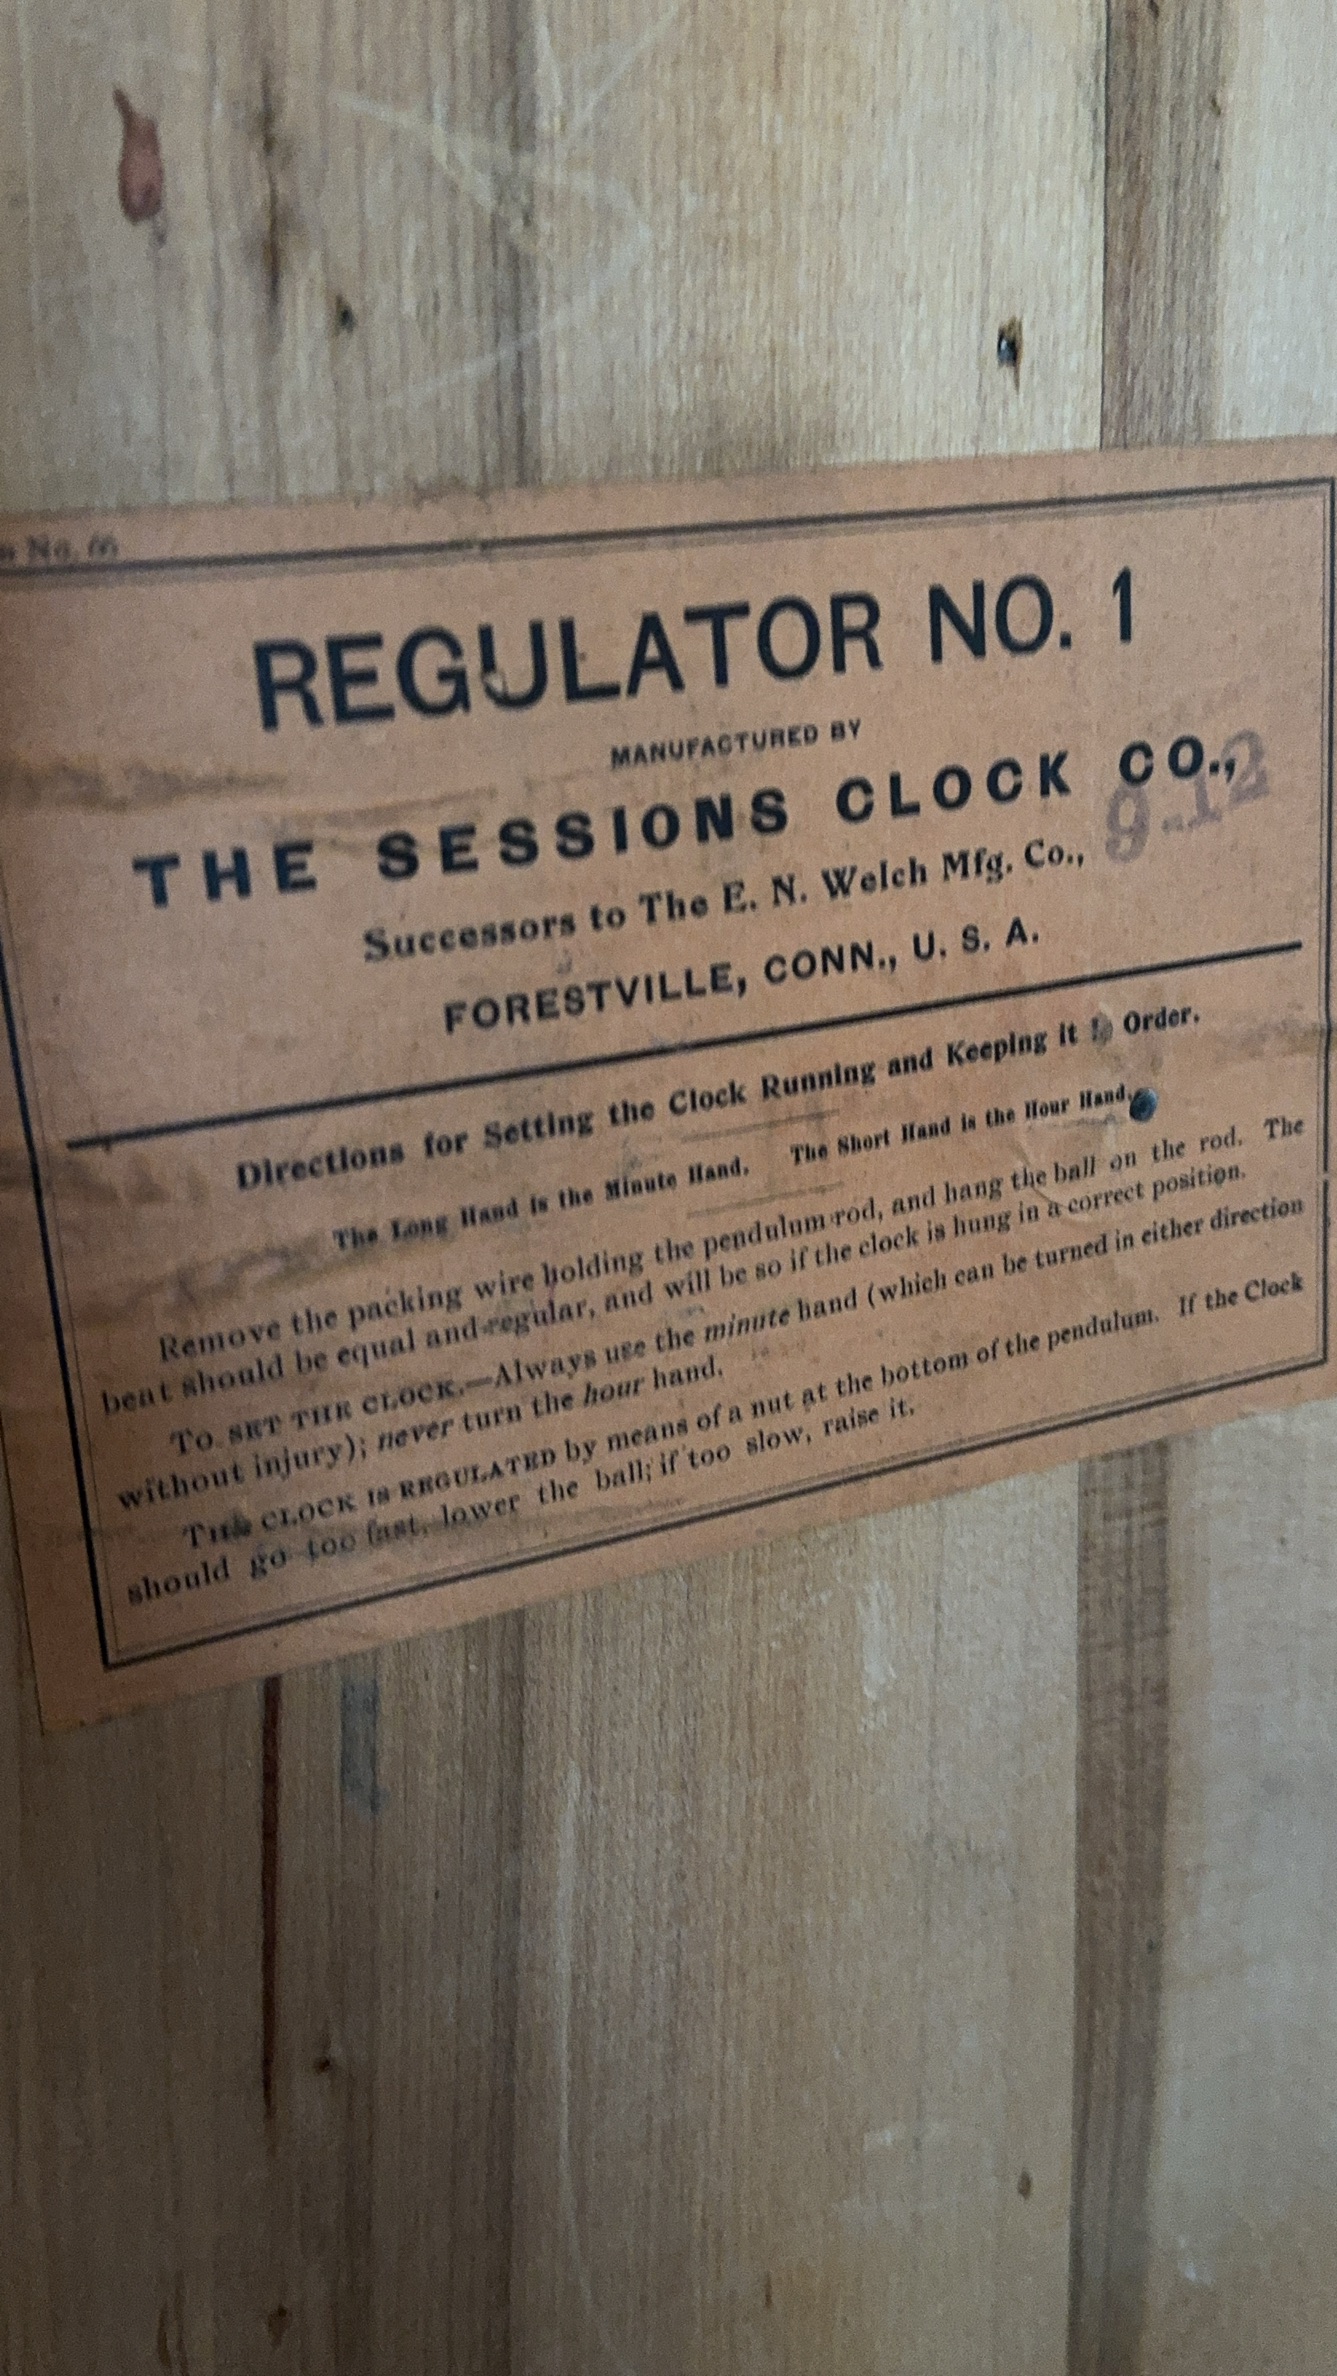 No. 66
REGULATOR NO. 1
MANUFACTURED BY
THE SESSIONS CLOCK CO.,
9-12
Successors to The E. N. Welch Mfg. Co.,
FORESTVILLE, CONN., U. S. A.
Directions for Setting the Clock Running and Keeping it Order.
The Long Hand is the Minute Hand. The Short Hand is the Hour Hand.
Remove the packing wire holding the pendulum rod, and hang the ball on the rod. The
beat should be equal and regular, and will be so if the clock is hung in a correct position.
TO SET THE CLOCK.—Always use the minute hand (which can be turned in either direction
without injury); never turn the hour hand.
THE CLOCK IS REGULATED by means of a nut at the bottom of the pendulum. If the Clock
should go too fast, lower the ball; if too slow, raise it.